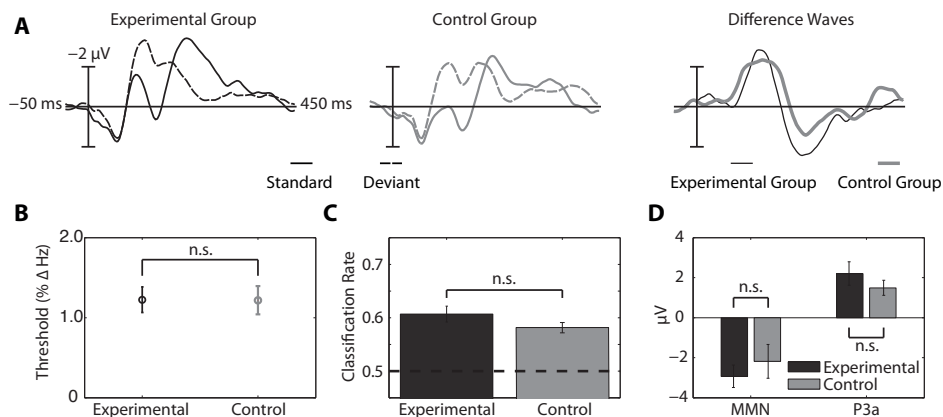 A
Experimental Group
Control Group
Difference Waves
−2 µV
−50 ms
450 ms
Standard
Deviant
Experimental Group
Control Group
B
Threshold (% Δ Hz)
2.0
1.0
0
n.s.
Experimental
Control
C
Classification Rate
0.7
0.6
0.5
n.s.
Experimental
Control
D
µV
4
2
0
−2
−4
n.s.
n.s.
Experimental
Control
MMN
P3a